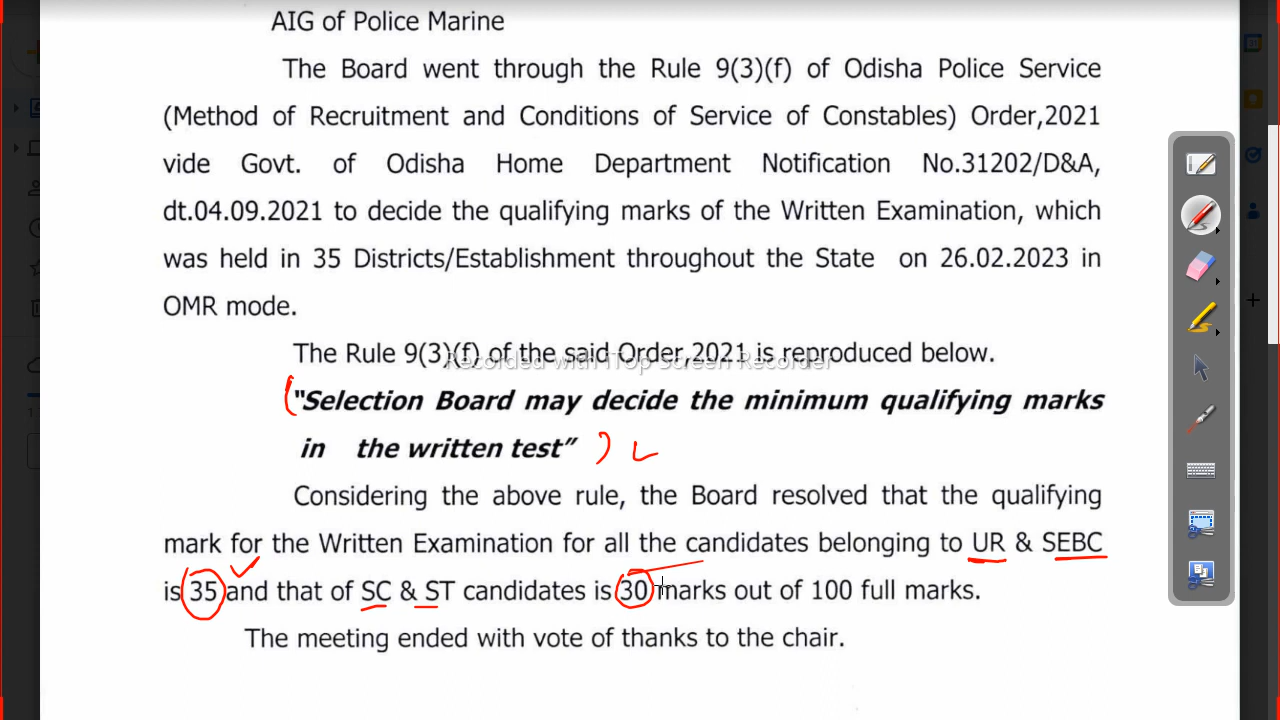 AIG of Police Marine
The Board went through the Rule 9(3)(f) of Odisha Police Service
(Method of Recruitment and Conditions of Service of Constables) Order,2021
vide Govt. of Odisha Home Department Notification No.31202/D&A,
dt.04.09.2021 to decide the qualifying marks of the Written Examination, which
was held in 35 Districts/Establishment throughout the State on 26.02.2023 in
OMR mode.
The Rule 9(3)(f) of the said Order,2021 is reproduced below.
Recorded with iTop Screen Recorder
"Selection Board may decide the minimum qualifying marks
in the written test"
Considering the above rule, the Board resolved that the qualifying
mark for the Written Examination for all the candidates belonging to UR & SEBC
is 35 and that of SC & ST candidates is 30 marks out of 100 full marks.
The meeting ended with vote of thanks to the chair.